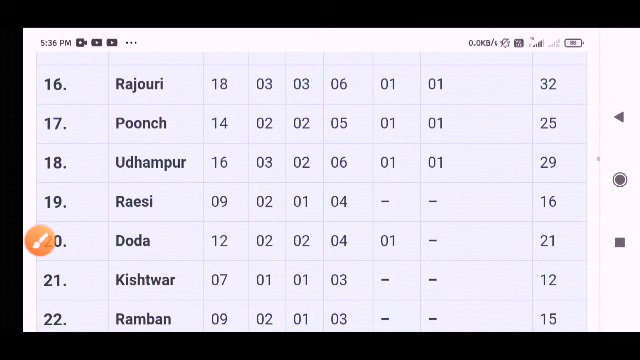 5:36 PM ••• 0.0KB/s 88
16. Rajouri 18 03 03 06 01 01 32
17. Poonch 14 02 02 05 01 01 25
18. Udhampur 16 03 02 06 01 01 29
19. Raesi 09 02 01 04 – – 16
20. Doda 12 02 02 04 01 – 21
21. Kishtwar 07 01 01 03 – – 12
22. Ramban 09 02 01 03 – – 15